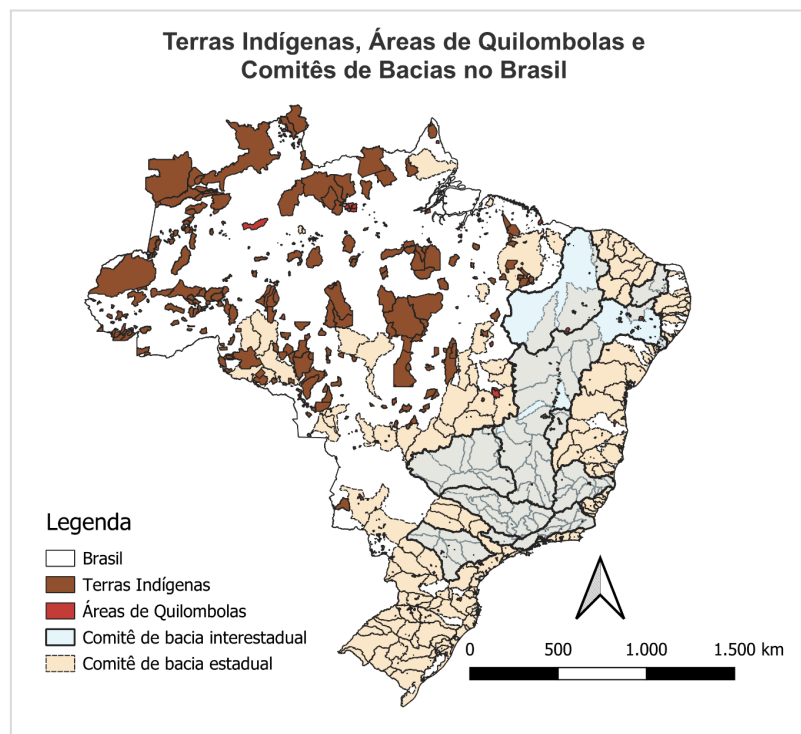 Terras Indígenas, Áreas de Quilombolas e
Comitês de Bacias no Brasil
Legenda
Brasil
Terras Indígenas
Áreas de Quilombolas
Comitê de bacia interestadual
Comitê de bacia estadual
0 500 1.000 1.500 km